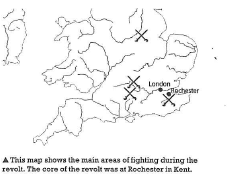 London
Rochester
▲ This map shows the main areas of fighting during the
revolt. The core of the revolt was at Rochester in Kent.